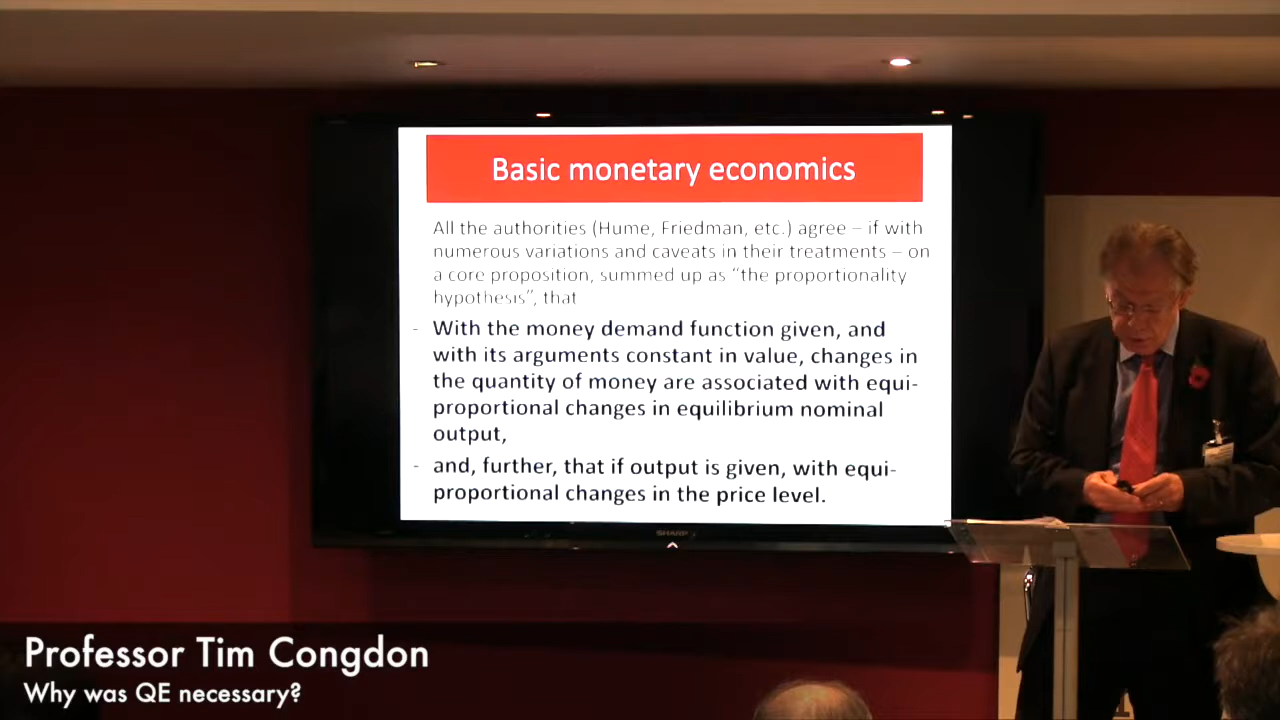 Basic monetary economics
All the authorities (Hume, Friedman, etc.) agree – if with
numerous variations and caveats in their treatments – on
a core proposition, summed up as "the proportionality
hypothesis", that
- With the money demand function given, and
with its arguments constant in value, changes in
the quantity of money are associated with equi-
proportional changes in equilibrium nominal
output,
- and, further, that if output is given, with equi-
proportional changes in the price level.
SHARP
Professor Tim Congdon
Why was QE necessary?